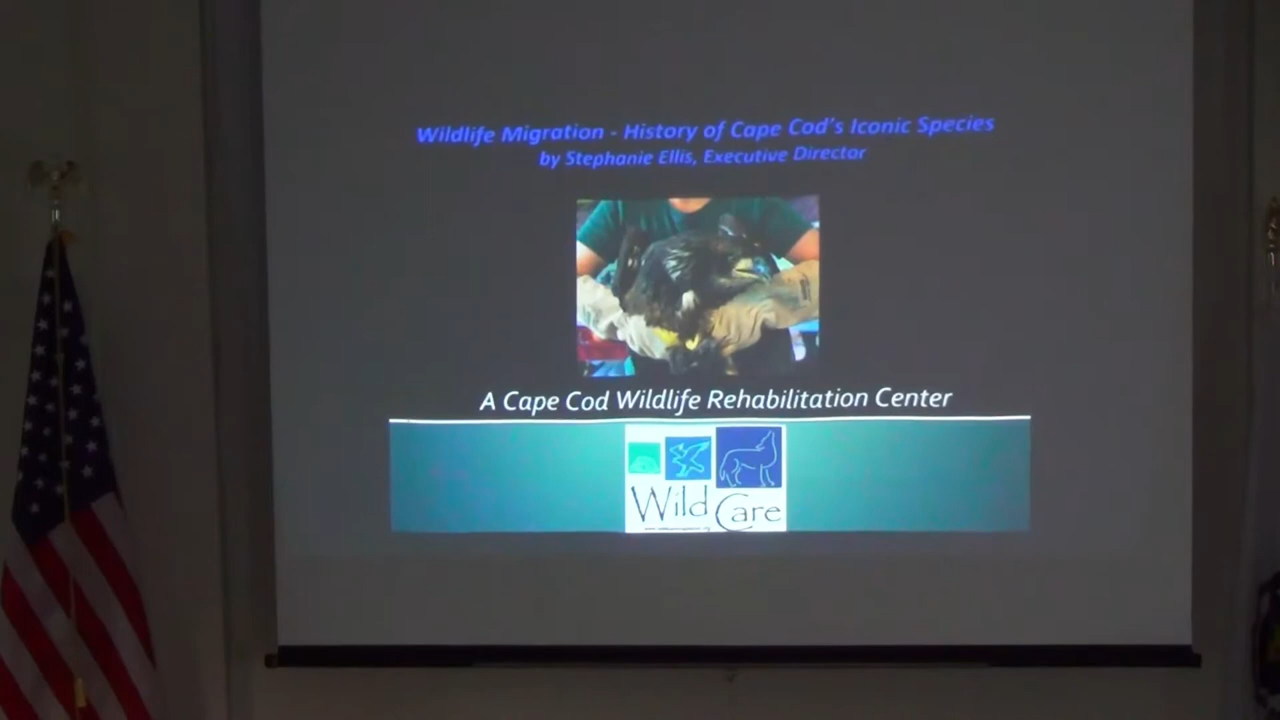 Wildlife Migration - History of Cape Cod's Iconic Species
by Stephanie Ellis, Executive Director
A Cape Cod Wildlife Rehabilitation Center
Wild Care